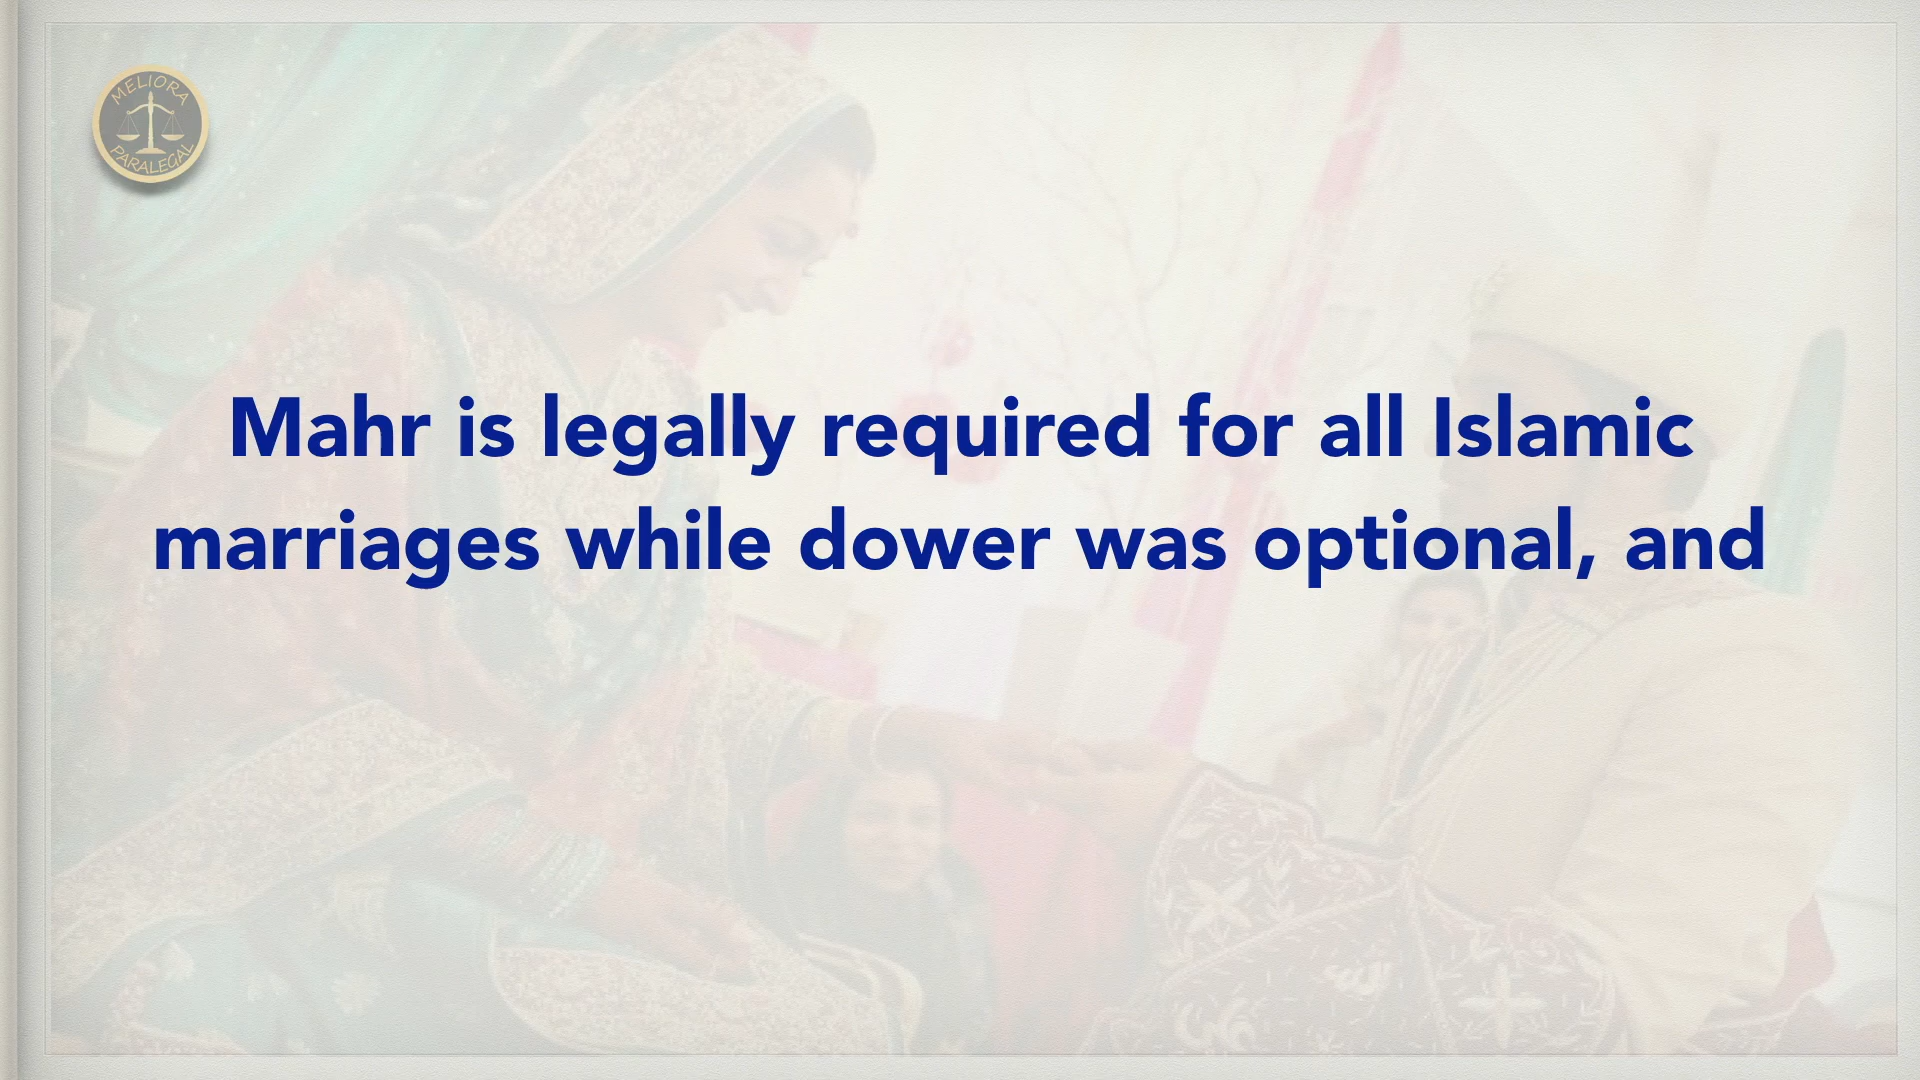 MELIORA
PARALEGAL
Mahr is legally required for all Islamic
marriages while dower was optional, and